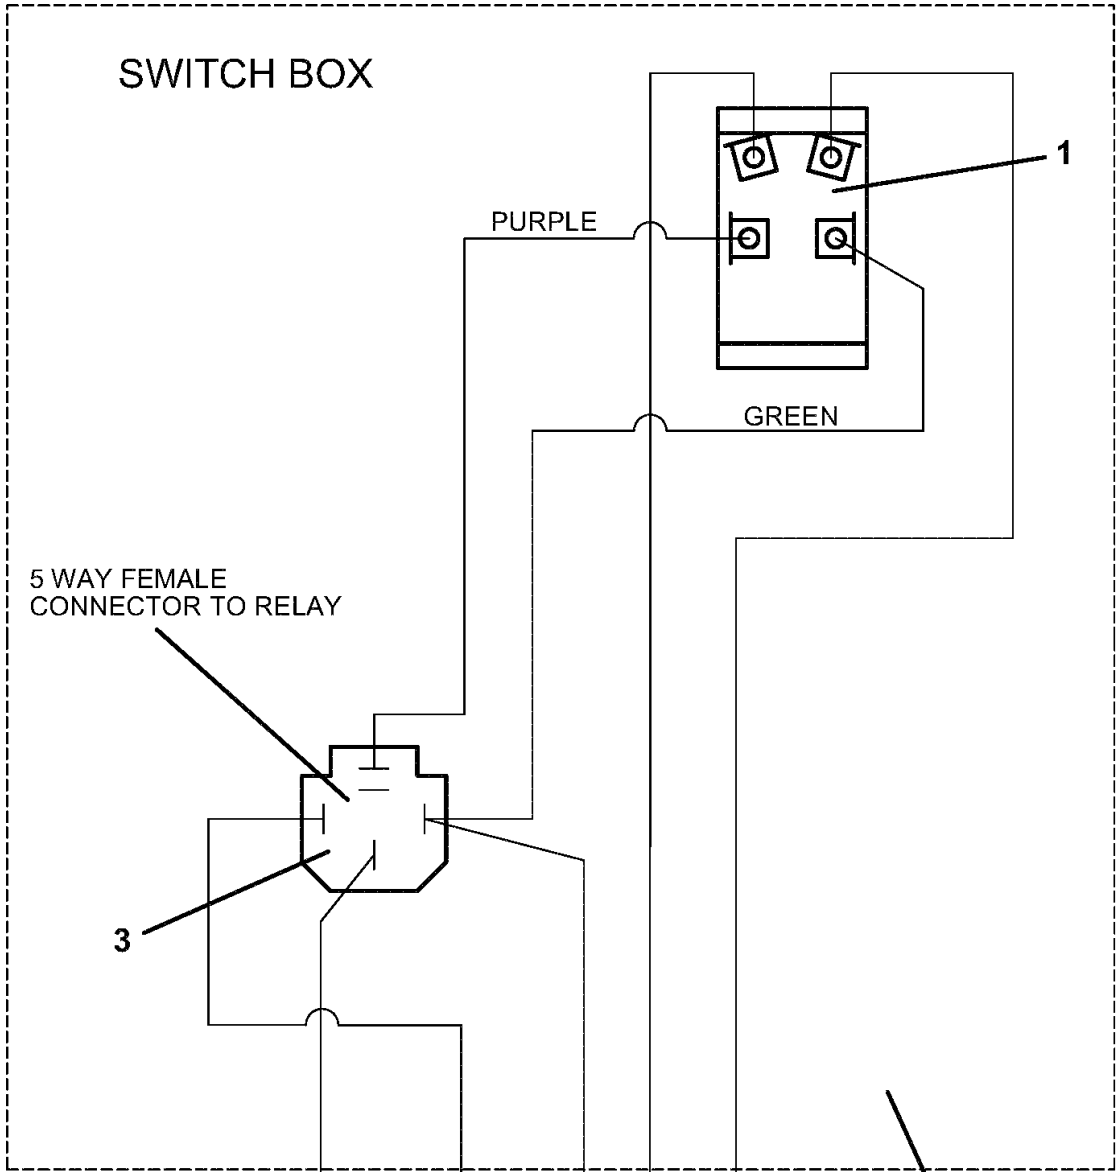 SWITCH BOX
1
PURPLE
GREEN
5 WAY FEMALE
CONNECTOR TO RELAY
3